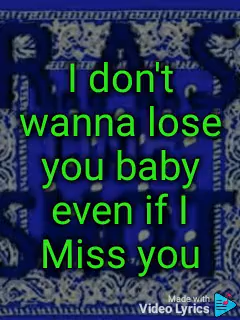 I don't
wanna lose
you baby
even if I
Miss you
Made with
Video Lyrics